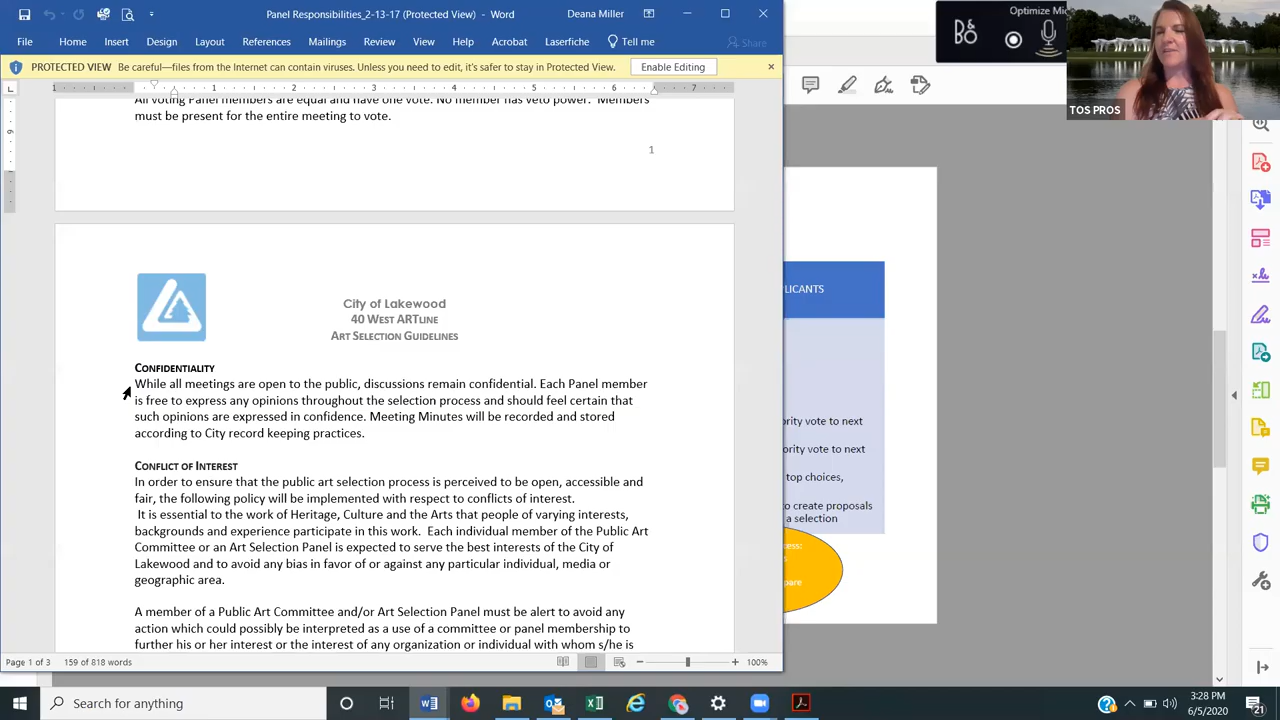 Panel Responsibilities_2-13-17 (Protected View) - Word
Deana Miller
Optimize Mic
B&O
File Home Insert Design Layout References Mailings Review View Help Acrobat Laserfiche Tell me Share
PROTECTED VIEW Be careful—files from the Internet can contain viruses. Unless you need to edit, it's safer to stay in Protected View. Enable Editing
TOS PROS
1 1 2 3 4 5 6 7
9
All voting Panel members are equal and have one vote. No member has veto power. Members
must be present for the entire meeting to vote.
1
City of Lakewood
40 West ARTline
Art Selection Guidelines
Confidentiality
While all meetings are open to the public, discussions remain confidential. Each Panel member
is free to express any opinions throughout the selection process and should feel certain that
such opinions are expressed in confidence. Meeting Minutes will be recorded and stored
according to City record keeping practices.
Conflict of Interest
In order to ensure that the public art selection process is perceived to be open, accessible and
fair, the following policy will be implemented with respect to conflicts of interest.
It is essential to the work of Heritage, Culture and the Arts that people of varying interests,
backgrounds and experience participate in this work. Each individual member of the Public Art
Committee or an Art Selection Panel is expected to serve the best interests of the City of
Lakewood and to avoid any bias in favor of or against any particular individual, media or
geographic area.
A member of a Public Art Committee and/or Art Selection Panel must be alert to avoid any
action which could possibly be interpreted as a use of a committee or panel membership to
further his or her interest or the interest of any organization or individual with whom s/he is
LICANTS
ority vote to next
ority vote to next
top choices,
to create proposals
a selection
cess:
s
pare
Page 1 of 3 159 of 818 words
100%
Search for anything
3:28 PM
6/5/2020
21